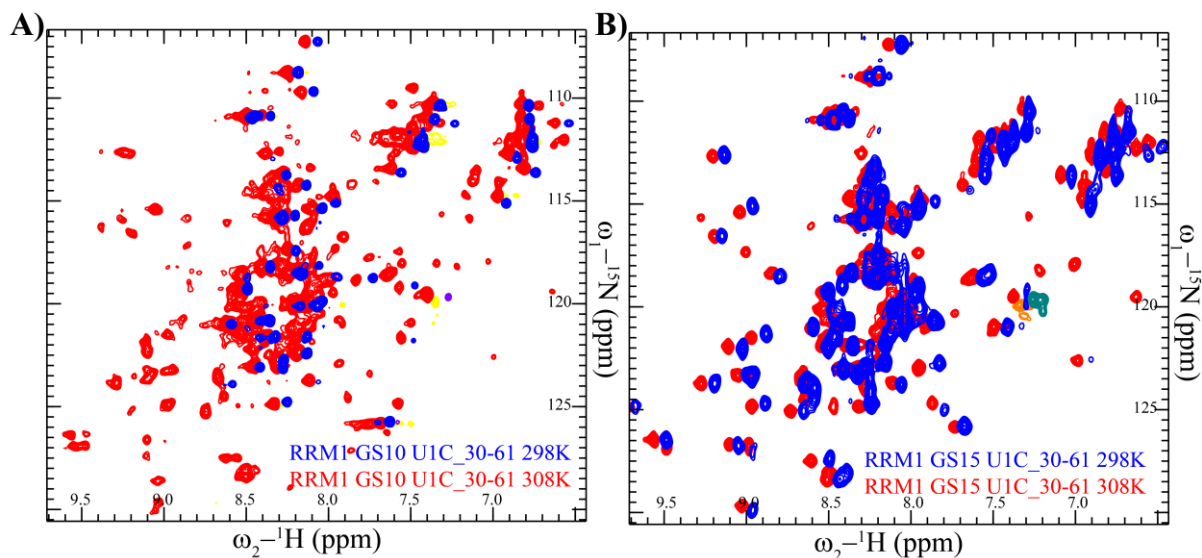 A)
B)
110
115
120
125
9.5 9.0 8.5 8.0 7.5 7.0
ω₂–¹H (ppm)
ω₁–¹⁵N (ppm)
RRM1 GS10 U1C_30-61 298K
RRM1 GS10 U1C_30-61 308K
110
115
120
125
9.5 9.0 8.5 8.0 7.5 7.0
ω₂–¹H (ppm)
ω₁–¹⁵N (ppm)
RRM1 GS15 U1C_30-61 298K
RRM1 GS15 U1C_30-61 308K